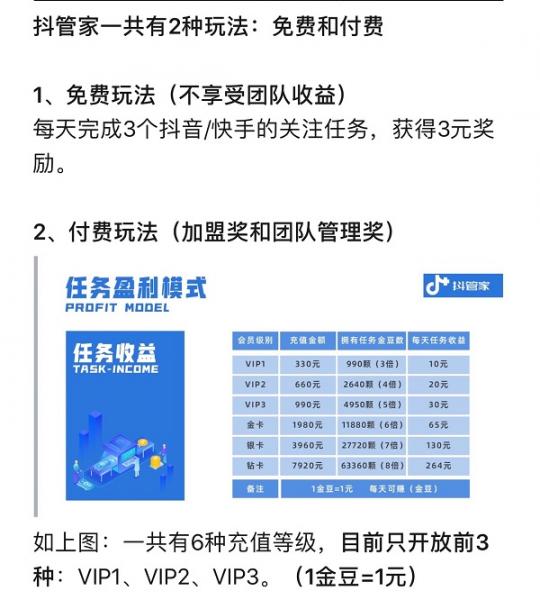 抖管家一共有2种玩法：免费和付费
1、免费玩法（不享受团队收益）
每天完成3个抖音/快手的关注任务，获得3元奖
励。
2、付费玩法（加盟奖和团队管理奖）
任务盈利模式
PROFIT MODEL
抖管家
任务收益
TASK-INCOME
会员级别 充值金额 拥有任务金豆数 每天任务收益
VIP1 330元 990颗（3倍） 10元
VIP2 660元 2640颗（4倍） 20元
VIP3 990元 4950颗（5倍） 30元
金卡 1980元 11880颗（6倍） 65元
银卡 3960元 27720颗（7倍） 130元
钻卡 7920元 63360颗（8倍） 264元
备注 1金豆=1元 每天可赚（金豆）
如上图：一共有6种充值等级，目前只开放前3
种：VIP1、VIP2、VIP3。（1金豆=1元）